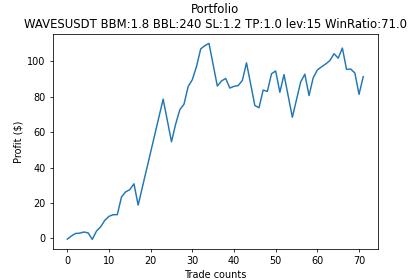 Portfolio
WAVESUSDT BBM:1.8 BBL:240 SL:1.2 TP:1.0 lev:15 WinRatio:71.0
100
80
60
40
20
0
Profit ($)
0 10 20 30 40 50 60 70
Trade counts